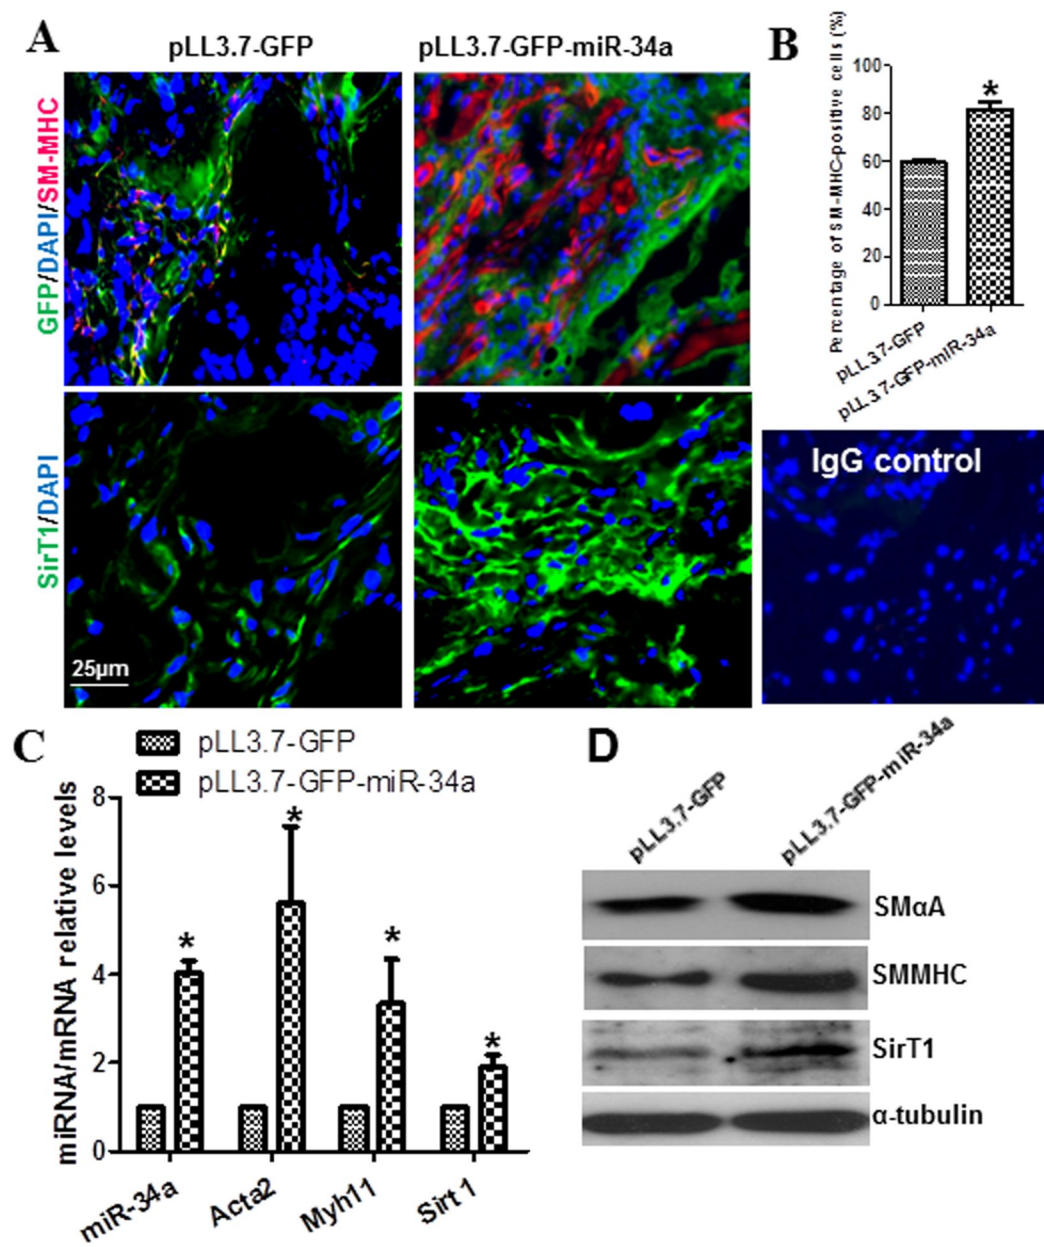 A
pLL3.7-GFP
pLL3.7-GFP-miR-34a
GFP/DAPI/SM-MHC
SirT1/DAPI
25µm
B
Percentage of SM-MHC-positive cells (%)
100
80
60
40
20
0
*
pLL3.7-GFP
pLL3.7-GFP-miR-34a
IgG control
C
pLL3.7-GFP
pLL3.7-GFP-miR-34a
miRNA/mRNA relative levels
8
6
4
2
0
*
*
*
*
miR-34a
Acta2
Myh11
Sirt 1
D
pLL3.7-GFP
pLL3.7-GFP-miR-34a
SMαA
SMMHC
SirT1
α-tubulin